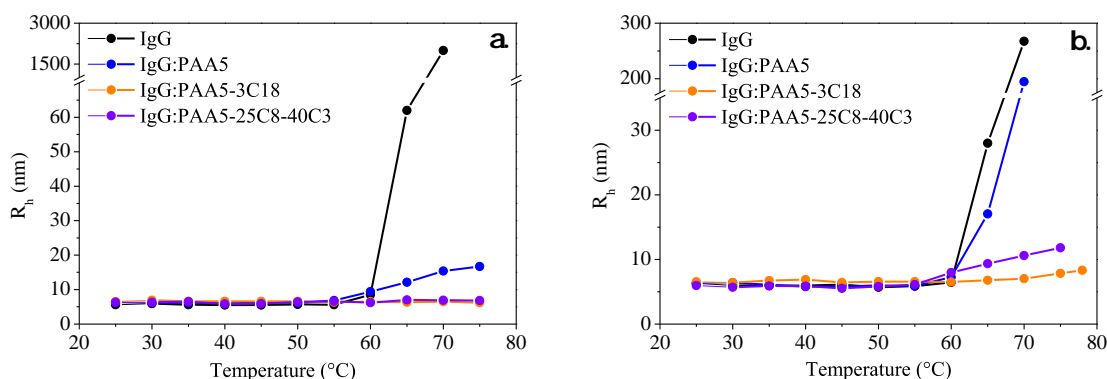 a.
IgG
IgG:PAA5
IgG:PAA5-3C18
IgG:PAA5-25C8-40C3
3000
1500
60
50
40
30
20
10
0
R_h (nm)
20 30 40 50 60 70 80
Temperature (°C)
b.
IgG
IgG:PAA5
IgG:PAA5-3C18
IgG:PAA5-25C8-40C3
300
200
30
20
10
0
R_h (nm)
20 30 40 50 60 70 80
Temperature (°C)